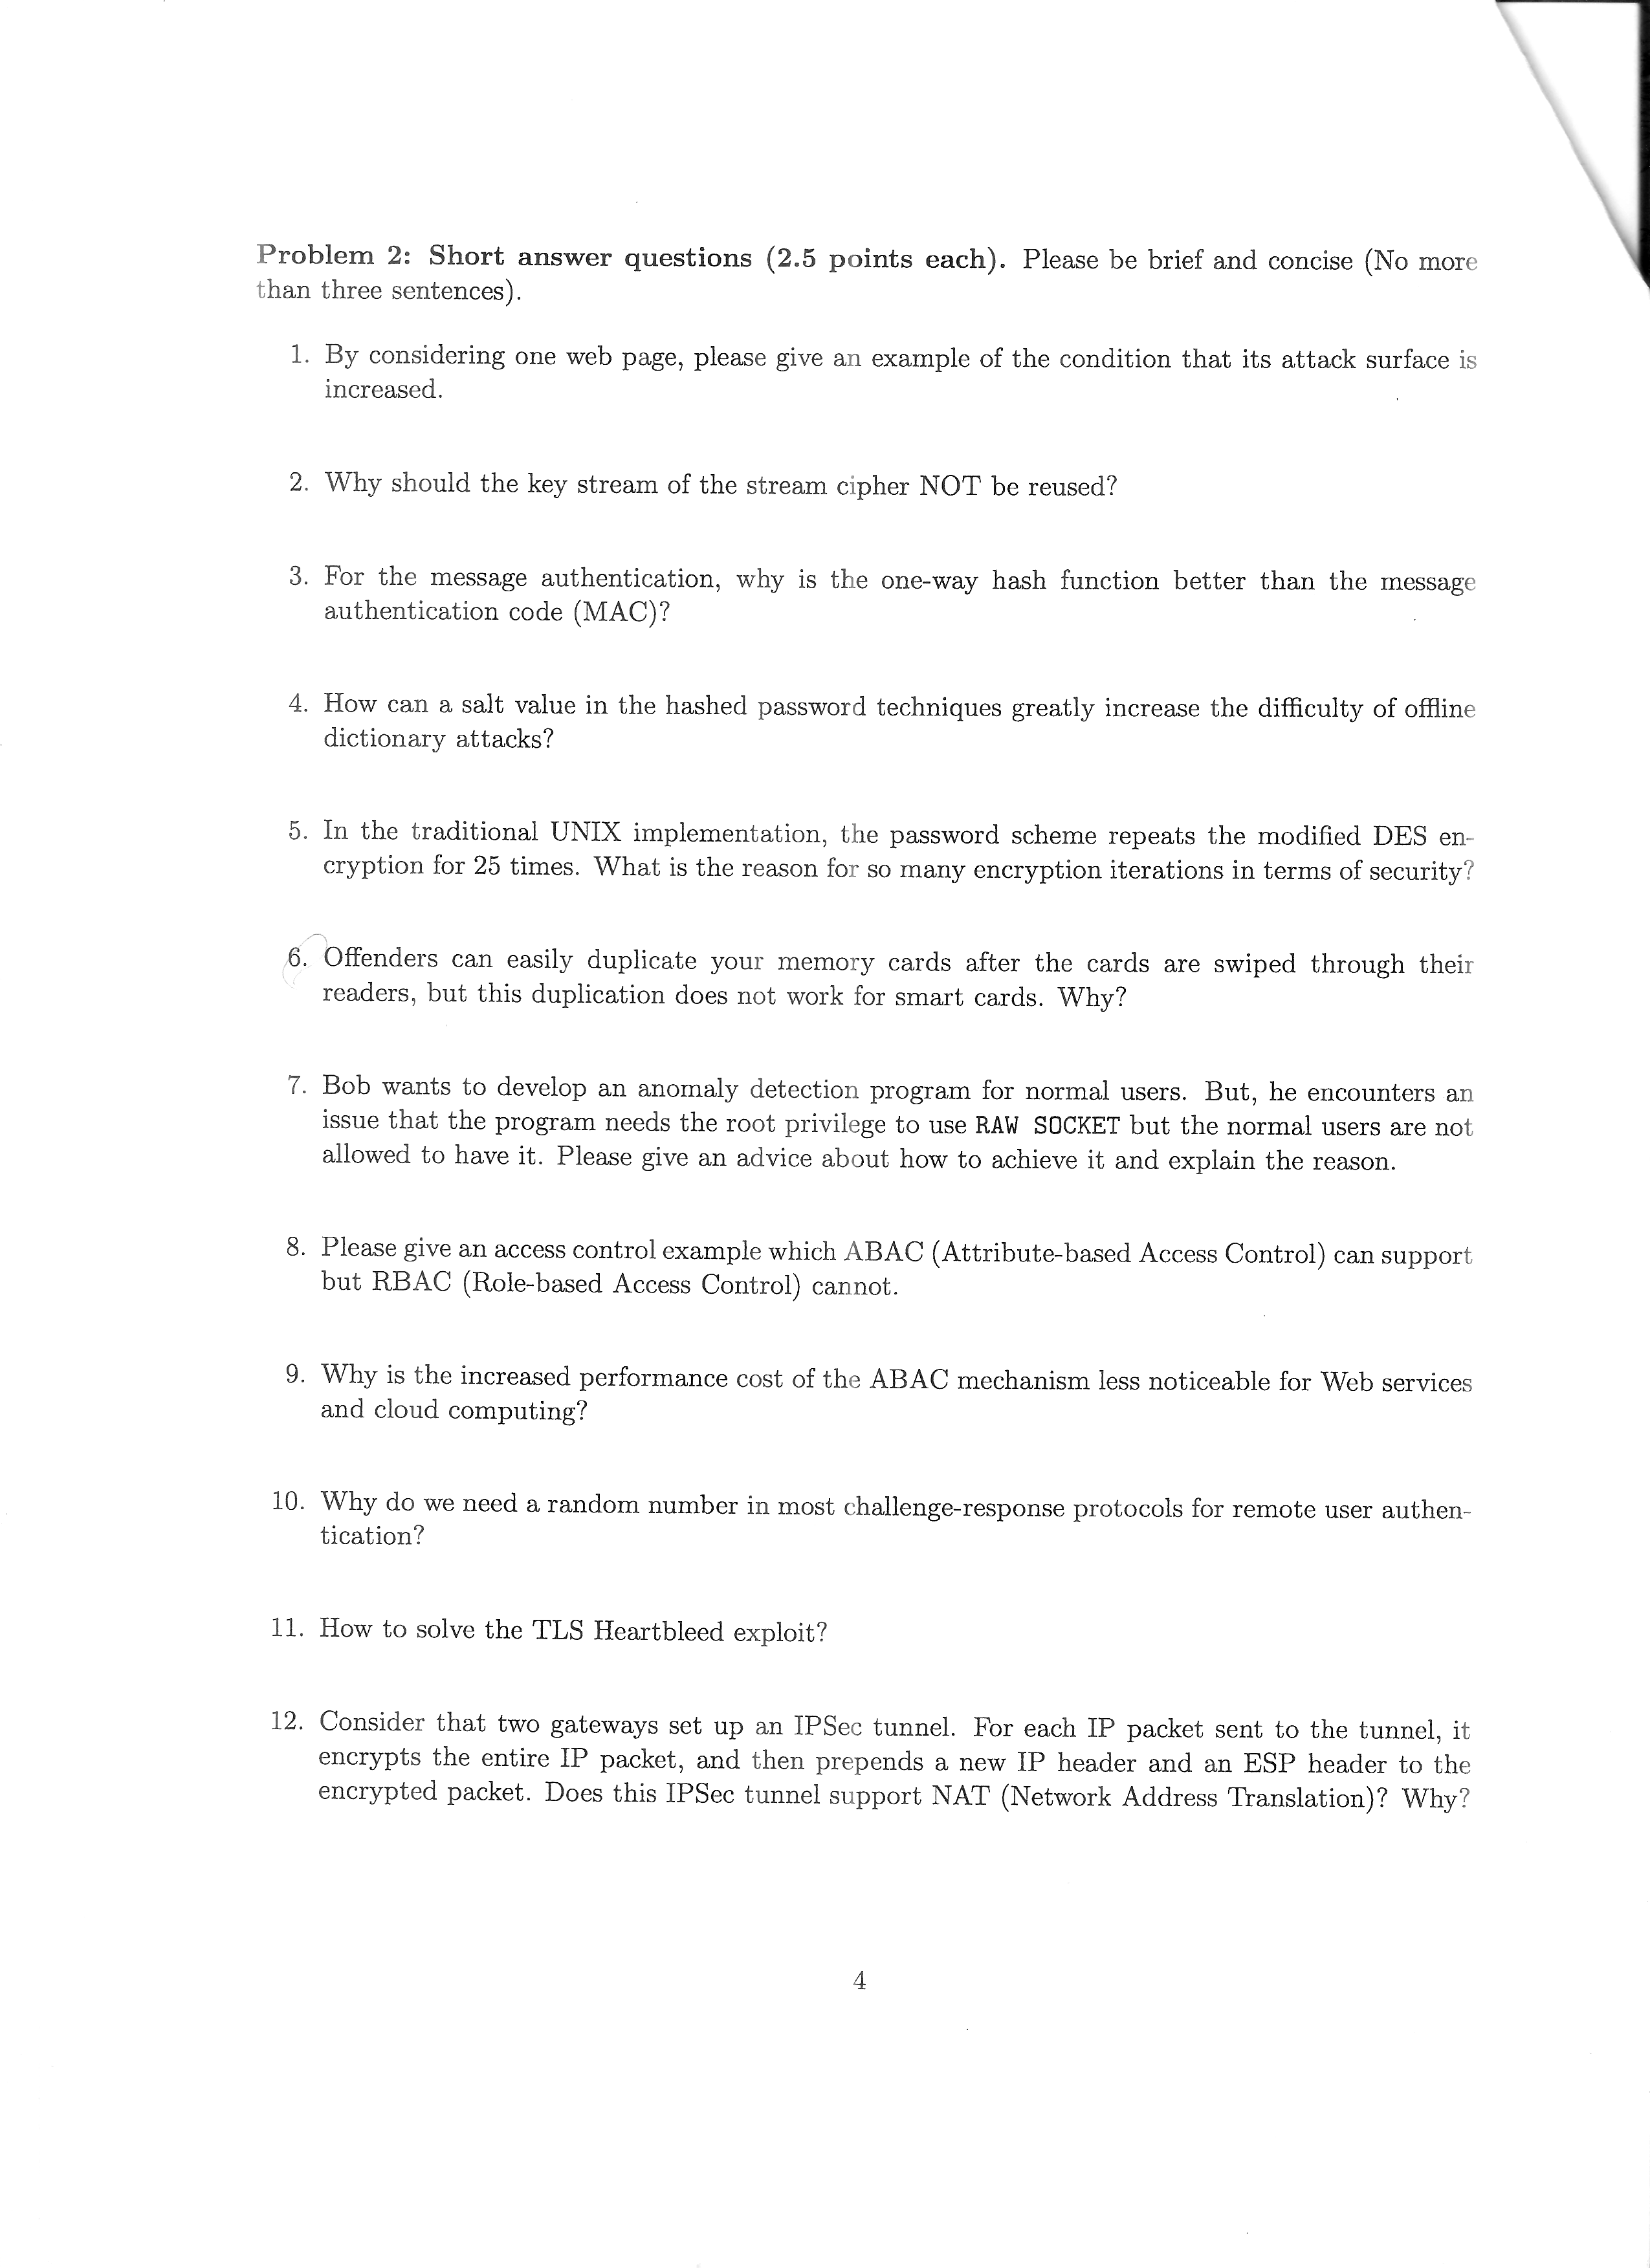 Problem 2: Short answer questions (2.5 points each). Please be brief and concise (No more
than three sentences).
1. By considering one web page, please give an example of the condition that its attack surface is
increased.
2. Why should the key stream of the stream cipher NOT be reused?
3. For the message authentication, why is the one-way hash function better than the message
authentication code (MAC)?
4. How can a salt value in the hashed password techniques greatly increase the difficulty of offline
dictionary attacks?
5. In the traditional UNIX implementation, the password scheme repeats the modified DES en-
cryption for 25 times. What is the reason for so many encryption iterations in terms of security?
6. Offenders can easily duplicate your memory cards after the cards are swiped through their
readers, but this duplication does not work for smart cards. Why?
7. Bob wants to develop an anomaly detection program for normal users. But, he encounters an
issue that the program needs the root privilege to use RAW SOCKET but the normal users are not
allowed to have it. Please give an advice about how to achieve it and explain the reason.
8. Please give an access control example which ABAC (Attribute-based Access Control) can support
but RBAC (Role-based Access Control) cannot.
9. Why is the increased performance cost of the ABAC mechanism less noticeable for Web services
and cloud computing?
10. Why do we need a random number in most challenge-response protocols for remote user authen-
tication?
11. How to solve the TLS Heartbleed exploit?
12. Consider that two gateways set up an IPSec tunnel. For each IP packet sent to the tunnel, it
encrypts the entire IP packet, and then prepends a new IP header and an ESP header to the
encrypted packet. Does this IPSec tunnel support NAT (Network Address Translation)? Why?
4